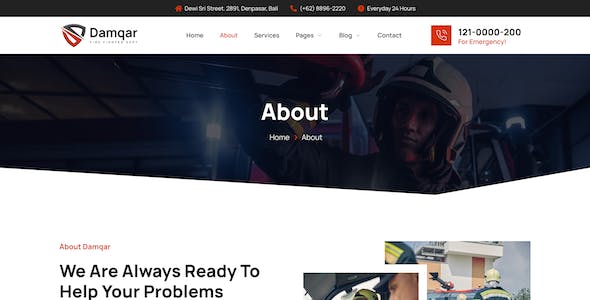 Dewi Sri Street. 2891, Denpasar, Bali (+62) 8896-2220 Everyday 24 Hours
Damqar
FIRE FIGHTER DEPT
Home About Services Pages Blog Contact
121-0000-200
For Emergency!
About
Home > About
About Damqar
We Are Always Ready To
Help Your Problems